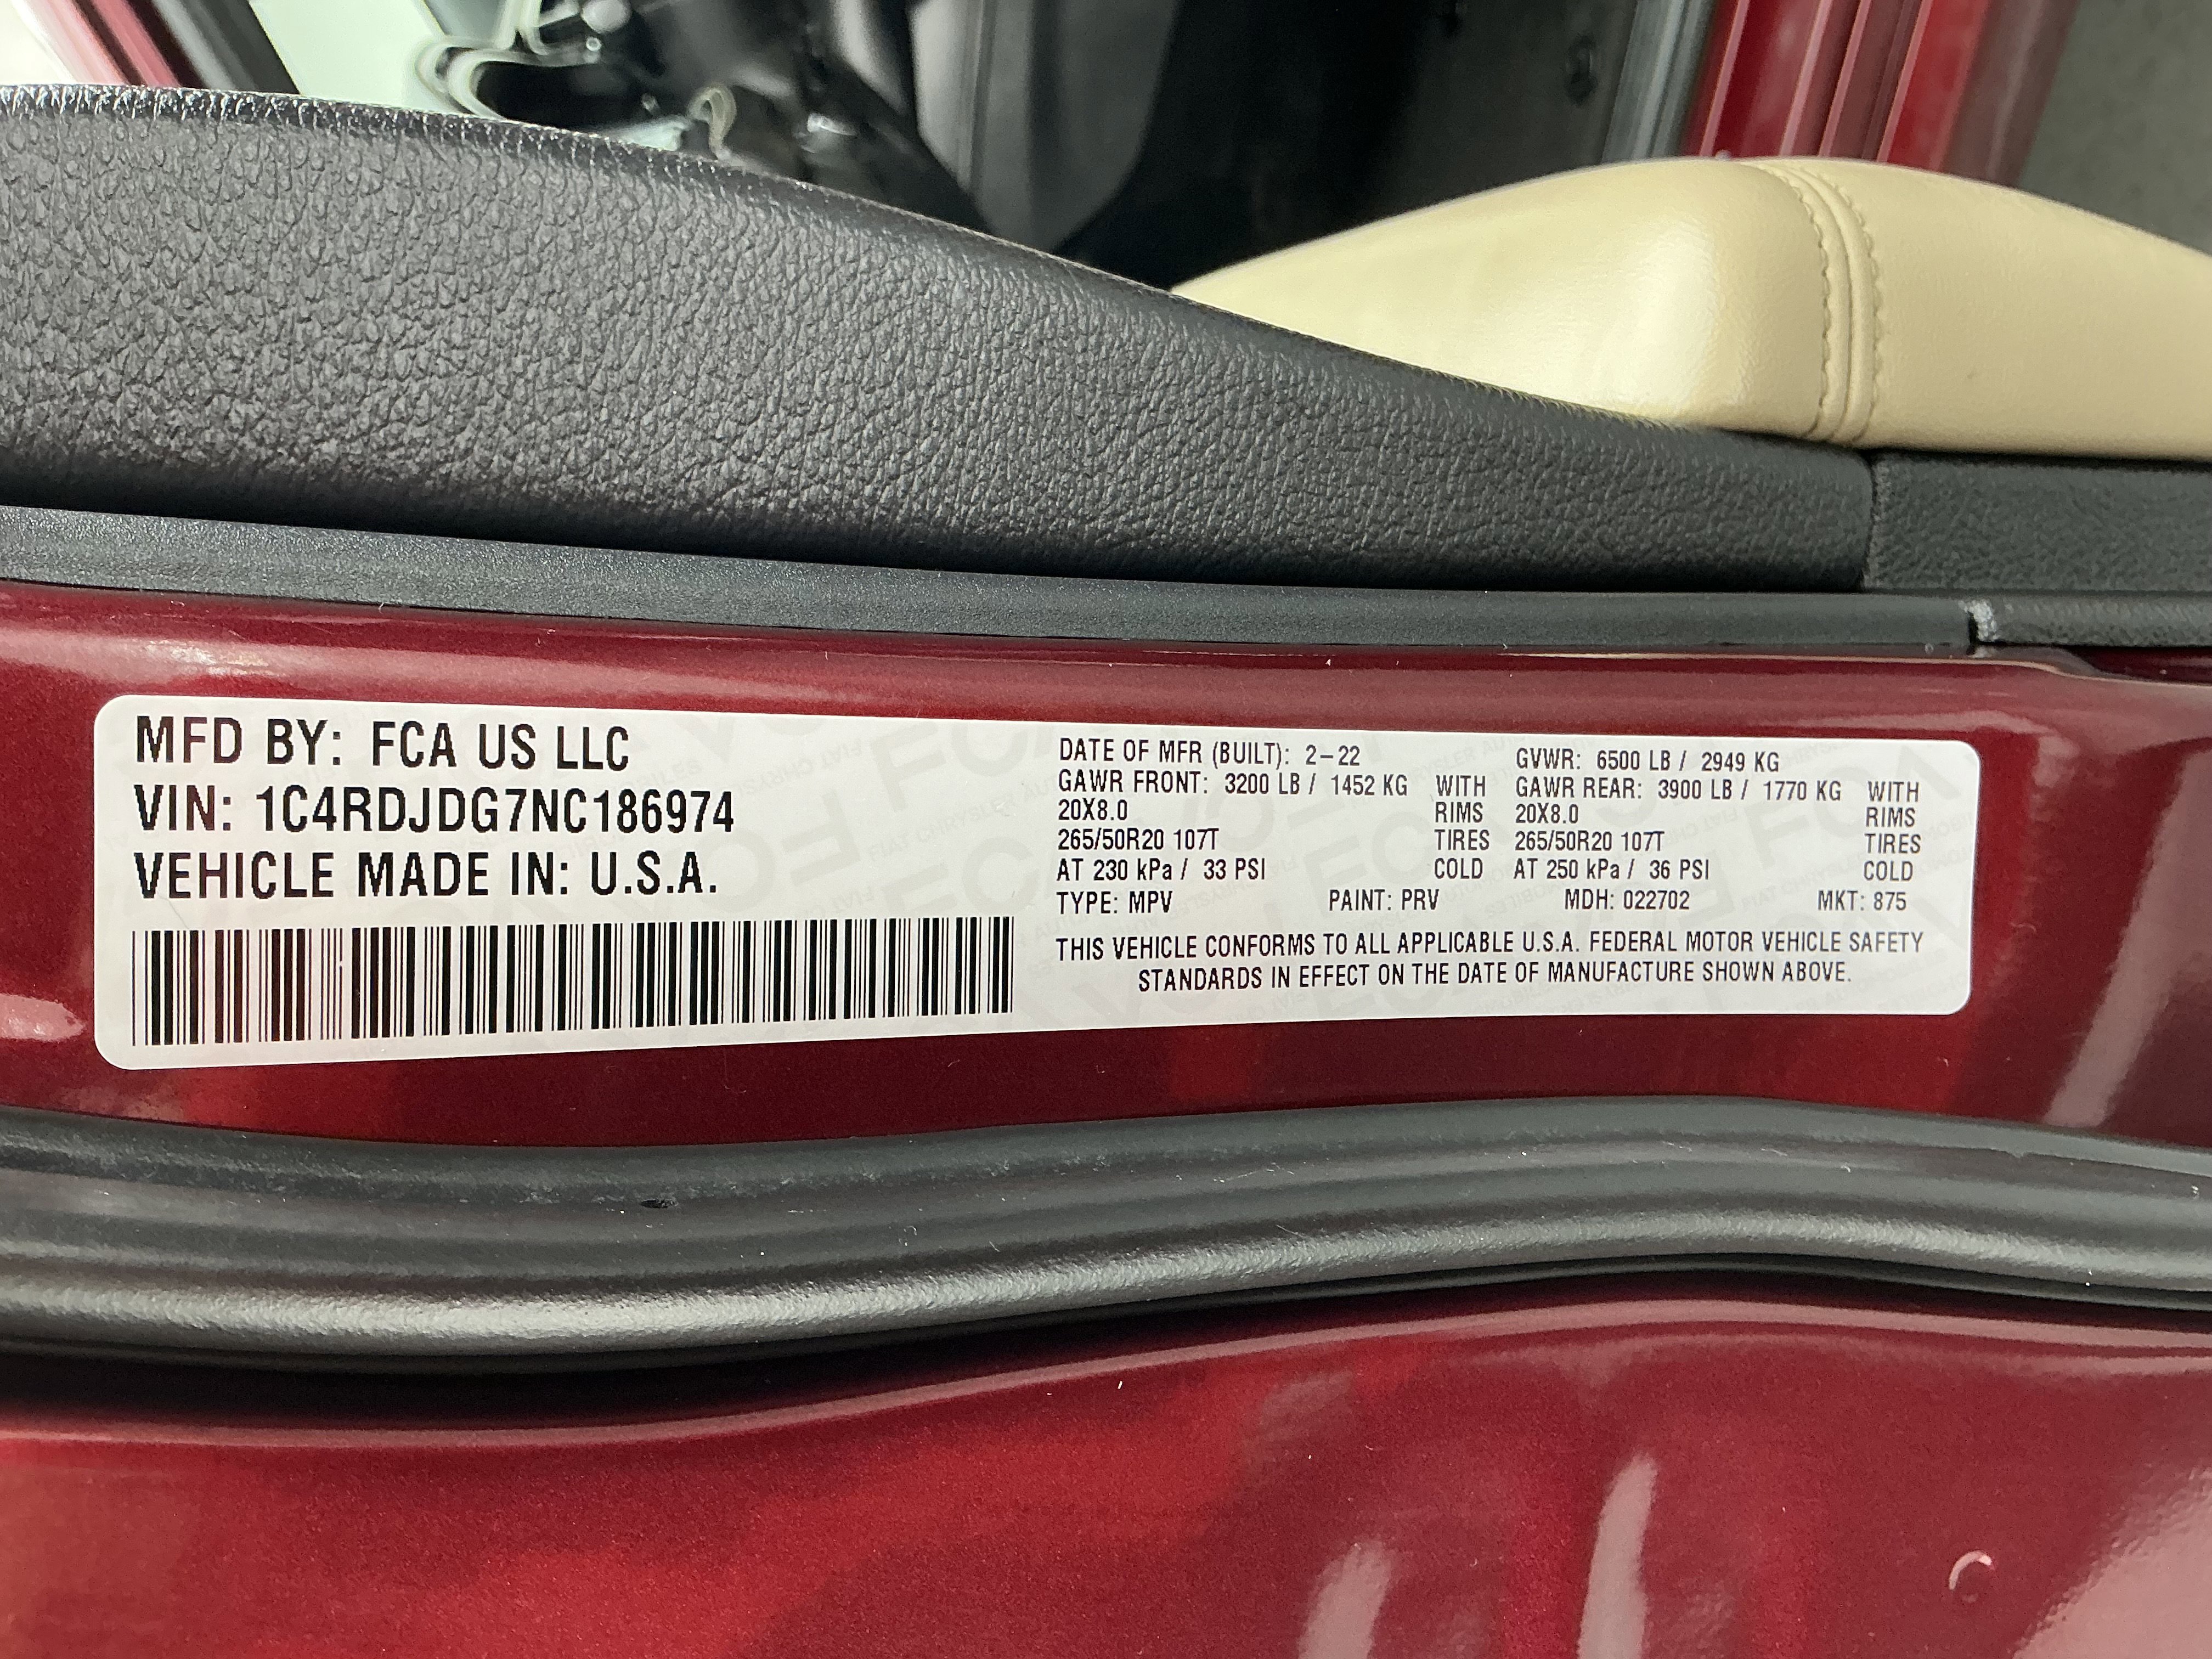 MFD BY: FCA US LLC
VIN: 1C4RDJDG7NC186974
VEHICLE MADE IN: U.S.A.
DATE OF MFR (BUILT): 2-22 GVWR: 6500 LB / 2949 KG
GAWR FRONT: 3200 LB / 1452 KG WITH GAWR REAR: 3900 LB / 1770 KG WITH
20X8.0 RIMS 20X8.0 RIMS
265/50R20 107T TIRES 265/50R20 107T TIRES
AT 230 kPa / 33 PSI COLD AT 250 kPa / 36 PSI COLD
TYPE: MPV PAINT: PRV MDH: 022702 MKT: 875
THIS VEHICLE CONFORMS TO ALL APPLICABLE U.S.A. FEDERAL MOTOR VEHICLE SAFETY
STANDARDS IN EFFECT ON THE DATE OF MANUFACTURE SHOWN ABOVE.